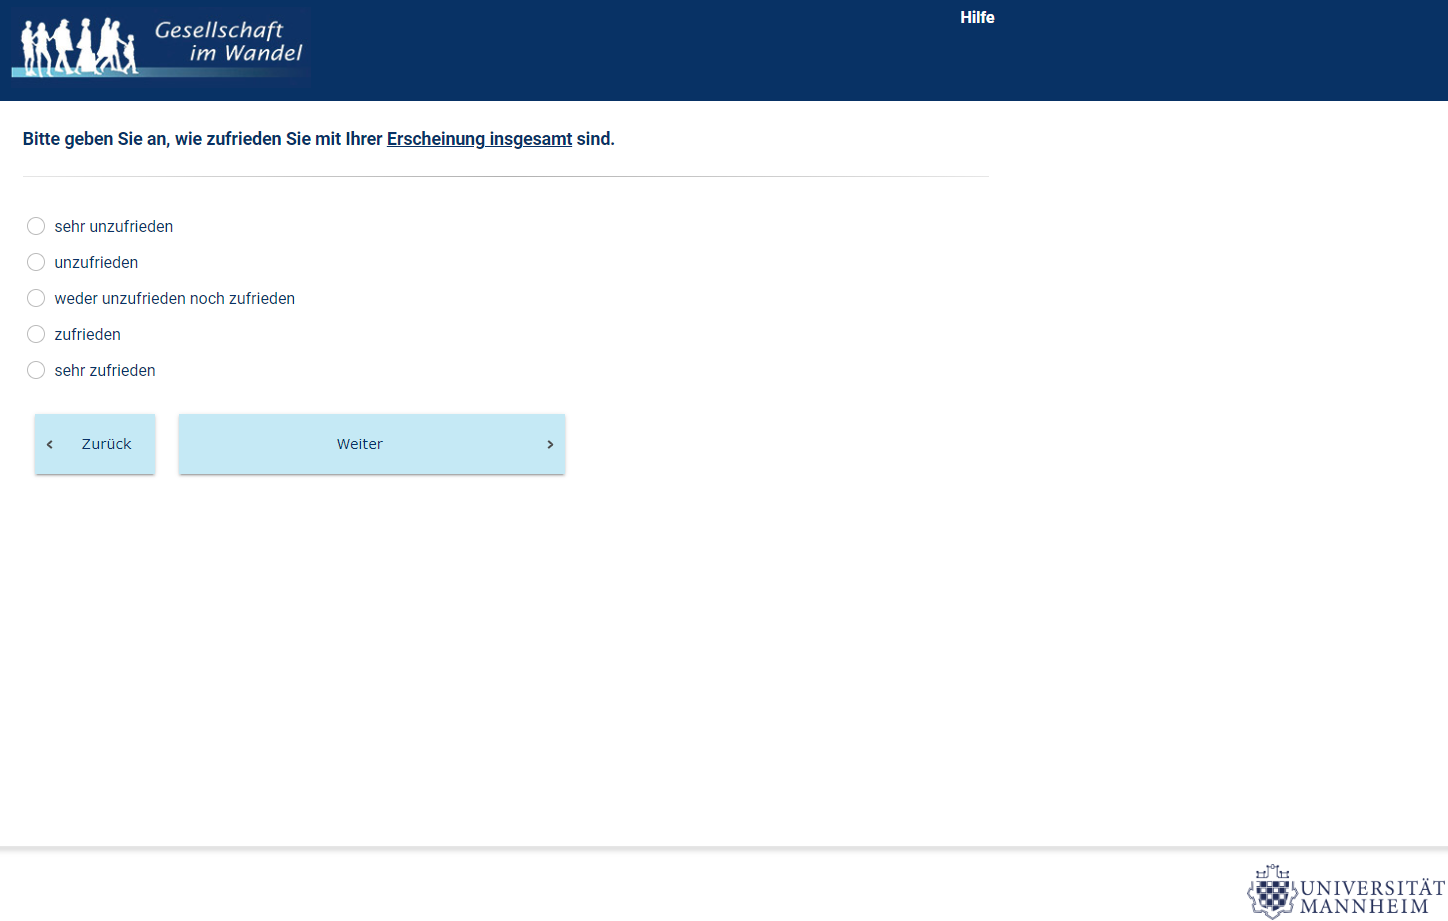 Gesellschaft
im Wandel
Hilfe
Bitte geben Sie an, wie zufrieden Sie mit Ihrer Erscheinung insgesamt sind.
sehr unzufrieden
unzufrieden
weder unzufrieden noch zufrieden
zufrieden
sehr zufrieden
‹ Zurück
Weiter ›
UNIVERSITÄT
MANNHEIM